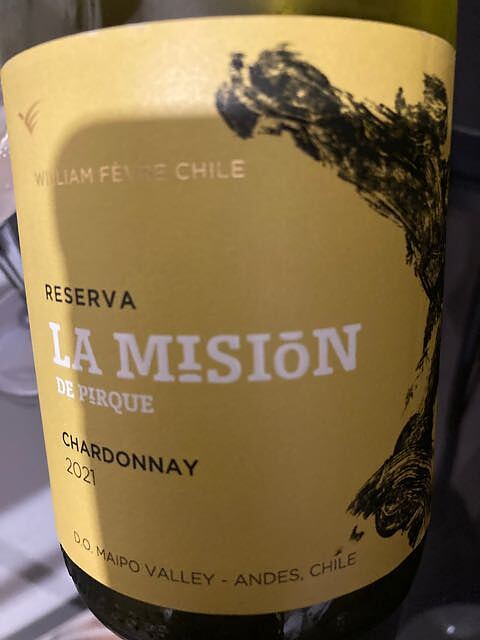 WILLIAM FÈVRE CHILE
RESERVA
LA MISIōN
DE PIRQUE
CHARDONNAY
2021
D.O. MAIPO VALLEY - ANDES, CHILE